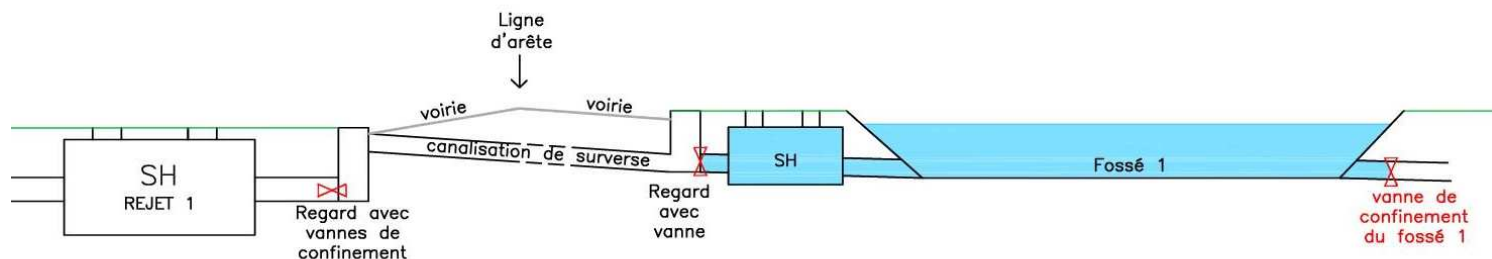 Ligne
d'arête
voirie
voirie
canalisation de surverse
SH
REJET 1
Regard avec
vannes de
confinement
Regard
avec
vanne
SH
Fossé 1
vanne de
confinement
du fossé 1